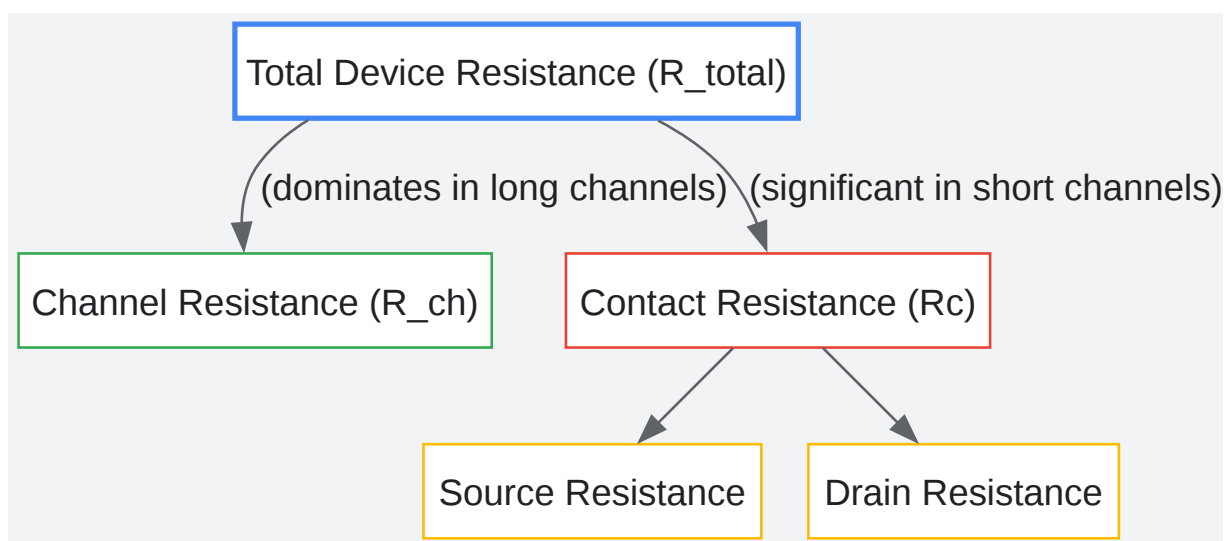 Total Device Resistance (R_total)
(dominates in long channels)
(significant in short channels)
Channel Resistance (R_ch)
Contact Resistance (Rc)
Source Resistance
Drain Resistance